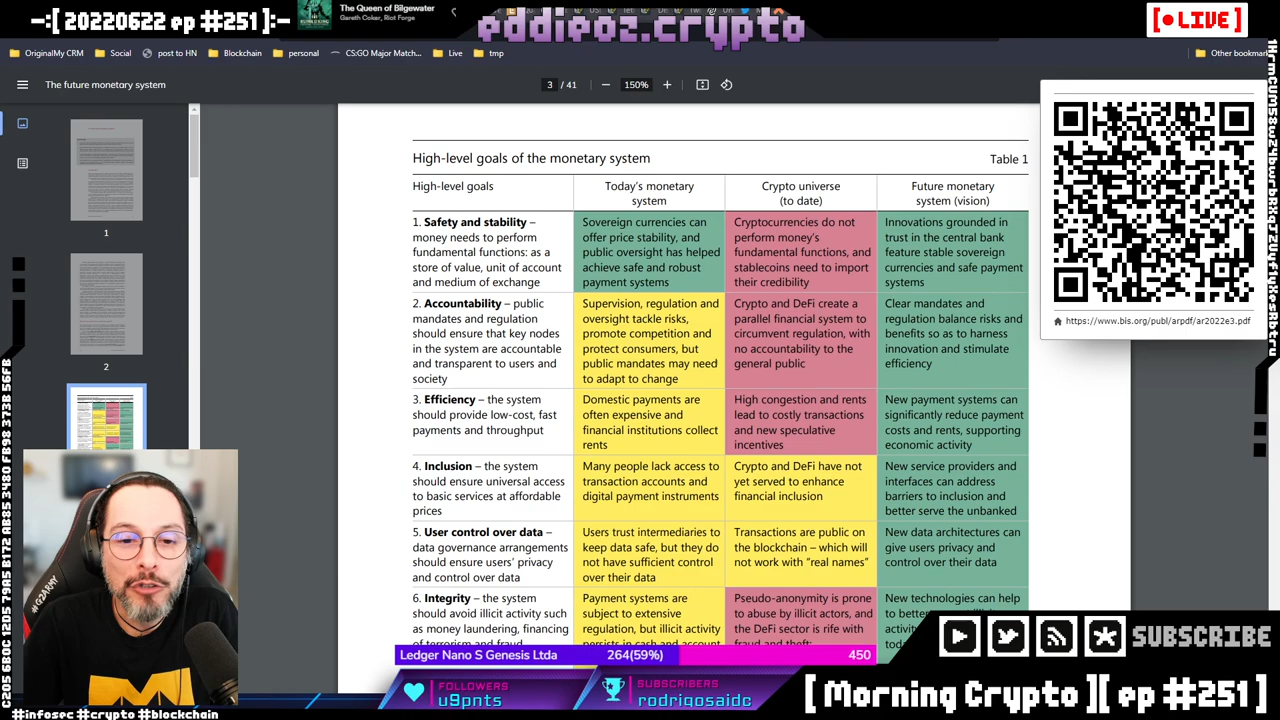 -:[ 20220622 ep #251 ]:-
The Queen of Bilgewater
Gareth Coker, Riot Forge
eddieoz.crypto
[● LIVE]
OriginalMy CRM
Social
post to HN
Blockchain
personal
CS:GO Major Match...
Live
tmp
Other bookmar
The future monetary system
3 / 41
150%
High-level goals of the monetary system
Table 1
High-level goals
Today's monetary
system
Crypto universe
(to date)
Future monetary
system (vision)
1. Safety and stability –
money needs to perform
fundamental functions: as a
store of value, unit of account
and medium of exchange
Sovereign currencies can
offer price stability, and
public oversight has helped
achieve safe and robust
payment systems
Cryptocurrencies do not
perform money's
fundamental functions, and
stablecoins need to import
their credibility
Innovations grounded in
trust in the central bank
feature stable sovereign
currencies and safe payment
systems
2. Accountability – public
mandates and regulation
should ensure that key nodes
in the system are accountable
and transparent to users and
society
Supervision, regulation and
oversight tackle risks,
promote competition and
protect consumers, but
public mandates may need
to adapt to change
Crypto and DeFi create a
parallel financial system to
circumvent regulation, with
no accountability to the
general public
Clear mandates and
regulation balance risks and
benefits so as to harness
innovation and stimulate
efficiency
3. Efficiency – the system
should provide low-cost, fast
payments and throughput
Domestic payments are
often expensive and
financial institutions collect
rents
High congestion and rents
lead to costly transactions
and new speculative
incentives
New payment systems can
significantly reduce payment
costs and rents, supporting
economic activity
4. Inclusion – the system
should ensure universal access
to basic services at affordable
prices
Many people lack access to
transaction accounts and
digital payment instruments
Crypto and DeFi have not
yet served to enhance
financial inclusion
New service providers and
interfaces can address
barriers to inclusion and
better serve the unbanked
5. User control over data –
data governance arrangements
should ensure users' privacy
and control over data
Users trust intermediaries to
keep data safe, but they do
not have sufficient control
over their data
Transactions are public on
the blockchain – which will
not work with "real names"
New data architectures can
give users privacy and
control over their data
6. Integrity – the system
should avoid illicit activity such
as money laundering, financing
of terrorism and fraud
Payment systems are
subject to extensive
regulation, but illicit activity
persists in cash and account
Pseudo-anonymity is prone
to abuse by illicit actors, and
the DeFi sector is rife with
fraud and theft
New technologies can help
to better
https://www.bis.org/publ/arpdf/ar2022e3.pdf
1
2
Ledger Nano S Genesis Ltda
264(59%)
450
FOLLOWERS
u9pnts
SUBSCRIBERS
rodrigosaidc
SUBSCRIBE
[ Morning Crypto ][ ep #251 ]
#infosec #crypto #blockchain